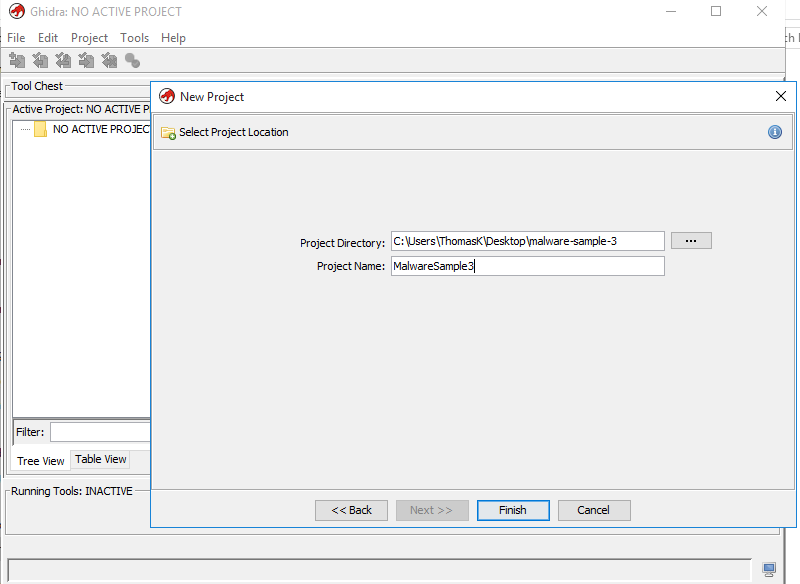 Ghidra: NO ACTIVE PROJECT
File Edit Project Tools Help
Tool Chest
Active Project: NO ACTIVE P
NO ACTIVE PROJEC
New Project
Select Project Location
Project Directory: C:\Users\ThomasK\Desktop\malware-sample-3 ...
Project Name: MalwareSample3
Filter:
Tree View Table View
<< Back Next >> Finish Cancel
Running Tools: INACTIVE